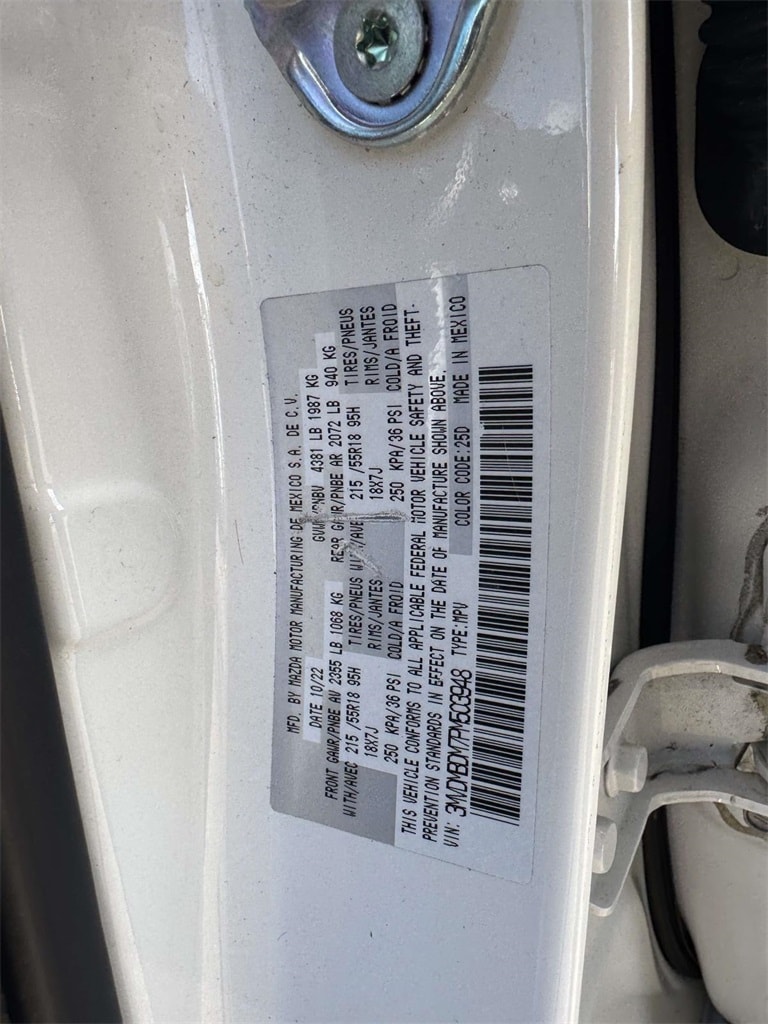 MFD. BY MAZDA MOTOR MANUFACTURING DE MEXICO S.A. DE C.V.
DATE 10/22 GVWR/PNBV 4381 LB 1987 KG
FRONT GAWR/PNBE AV 2355 LB 1068 KG REAR GAWR/PNBE AR 2072 LB 940 KG
WITH/AVEC 215 /55R18 95H TIRES/PNEUS WITH/AVEC 215 /55R18 95H TIRES/PNEUS
18X7J RIMS/JANTES 18X7J RIMS/JANTES
250 KPA/36 PSI COLD/A FROID 250 KPA/36 PSI COLD/A FROID
THIS VEHICLE CONFORMS TO ALL APPLICABLE FEDERAL MOTOR VEHICLE SAFETY AND THEFT-
PREVENTION STANDARDS IN EFFECT ON THE DATE OF MANUFACTURE SHOWN ABOVE.
VIN: 3MVDMBDM7PM503948 TYPE:MPV COLOR CODE:25D MADE IN MEXICO